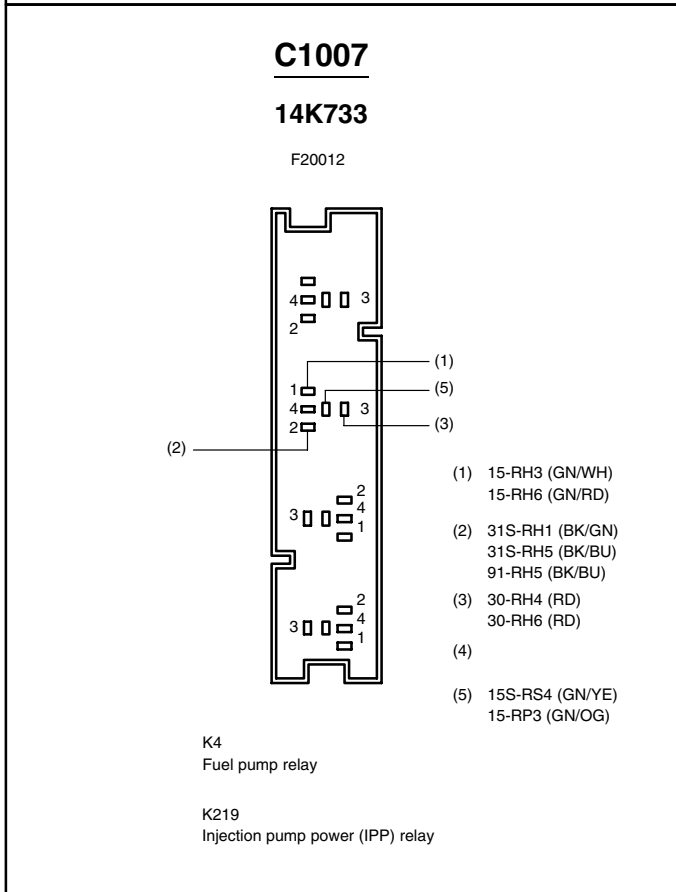 C1007
14K733
F20012
4 3
2
(1)
1 (5)
4 3
2 (3)
(2)
(1) 15-RH3 (GN/WH)
15-RH6 (GN/RD)
2
4
3
1
(2) 31S-RH1 (BK/GN)
31S-RH5 (BK/BU)
91-RH5 (BK/BU)
(3) 30-RH4 (RD)
30-RH6 (RD)
2
4
3
1
(4)
(5) 15S-RS4 (GN/YE)
15-RP3 (GN/OG)
K4
Fuel pump relay
K219
Injection pump power (IPP) relay